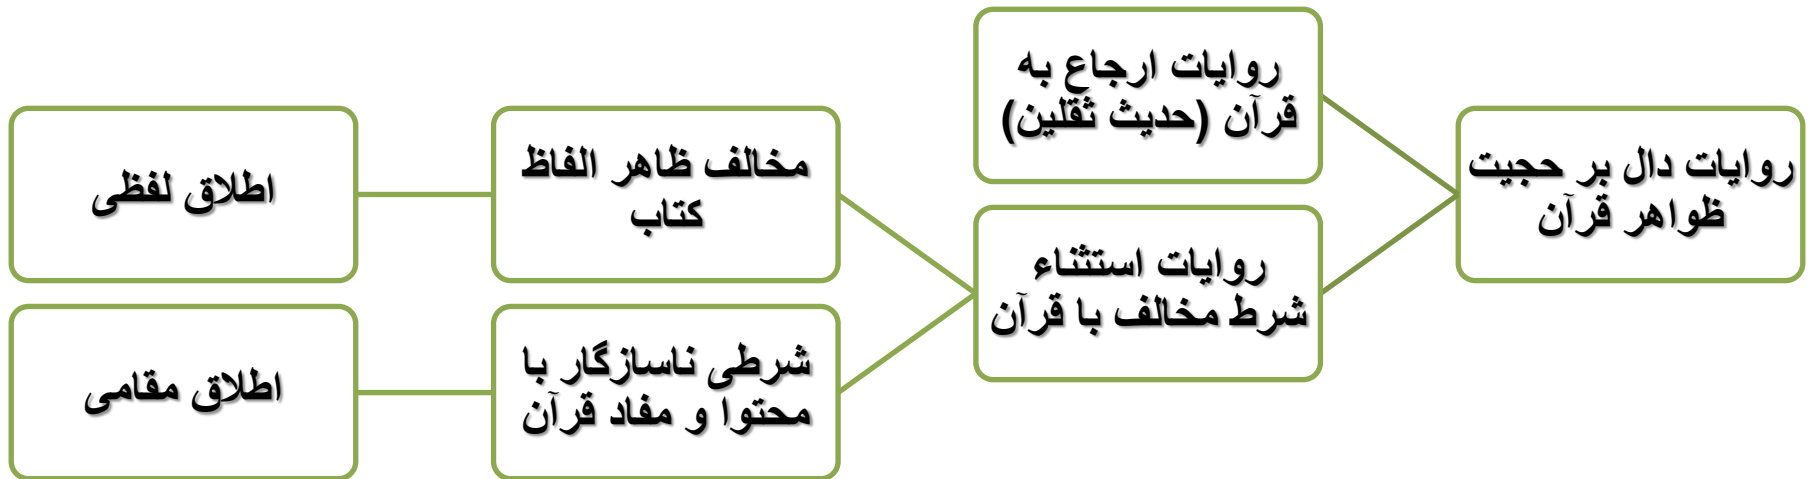 روایات دال بر حجیت
ظواهر قرآن
روایات ارجاع به
قرآن (حدیث ثقلین)
روایات استثناء
شرط مخالف با قرآن
مخالف ظاهر الفاظ
کتاب
اطلاق لفظی
شرطی ناسازگار با
محتوا و مفاد قرآن
اطلاق مقامی